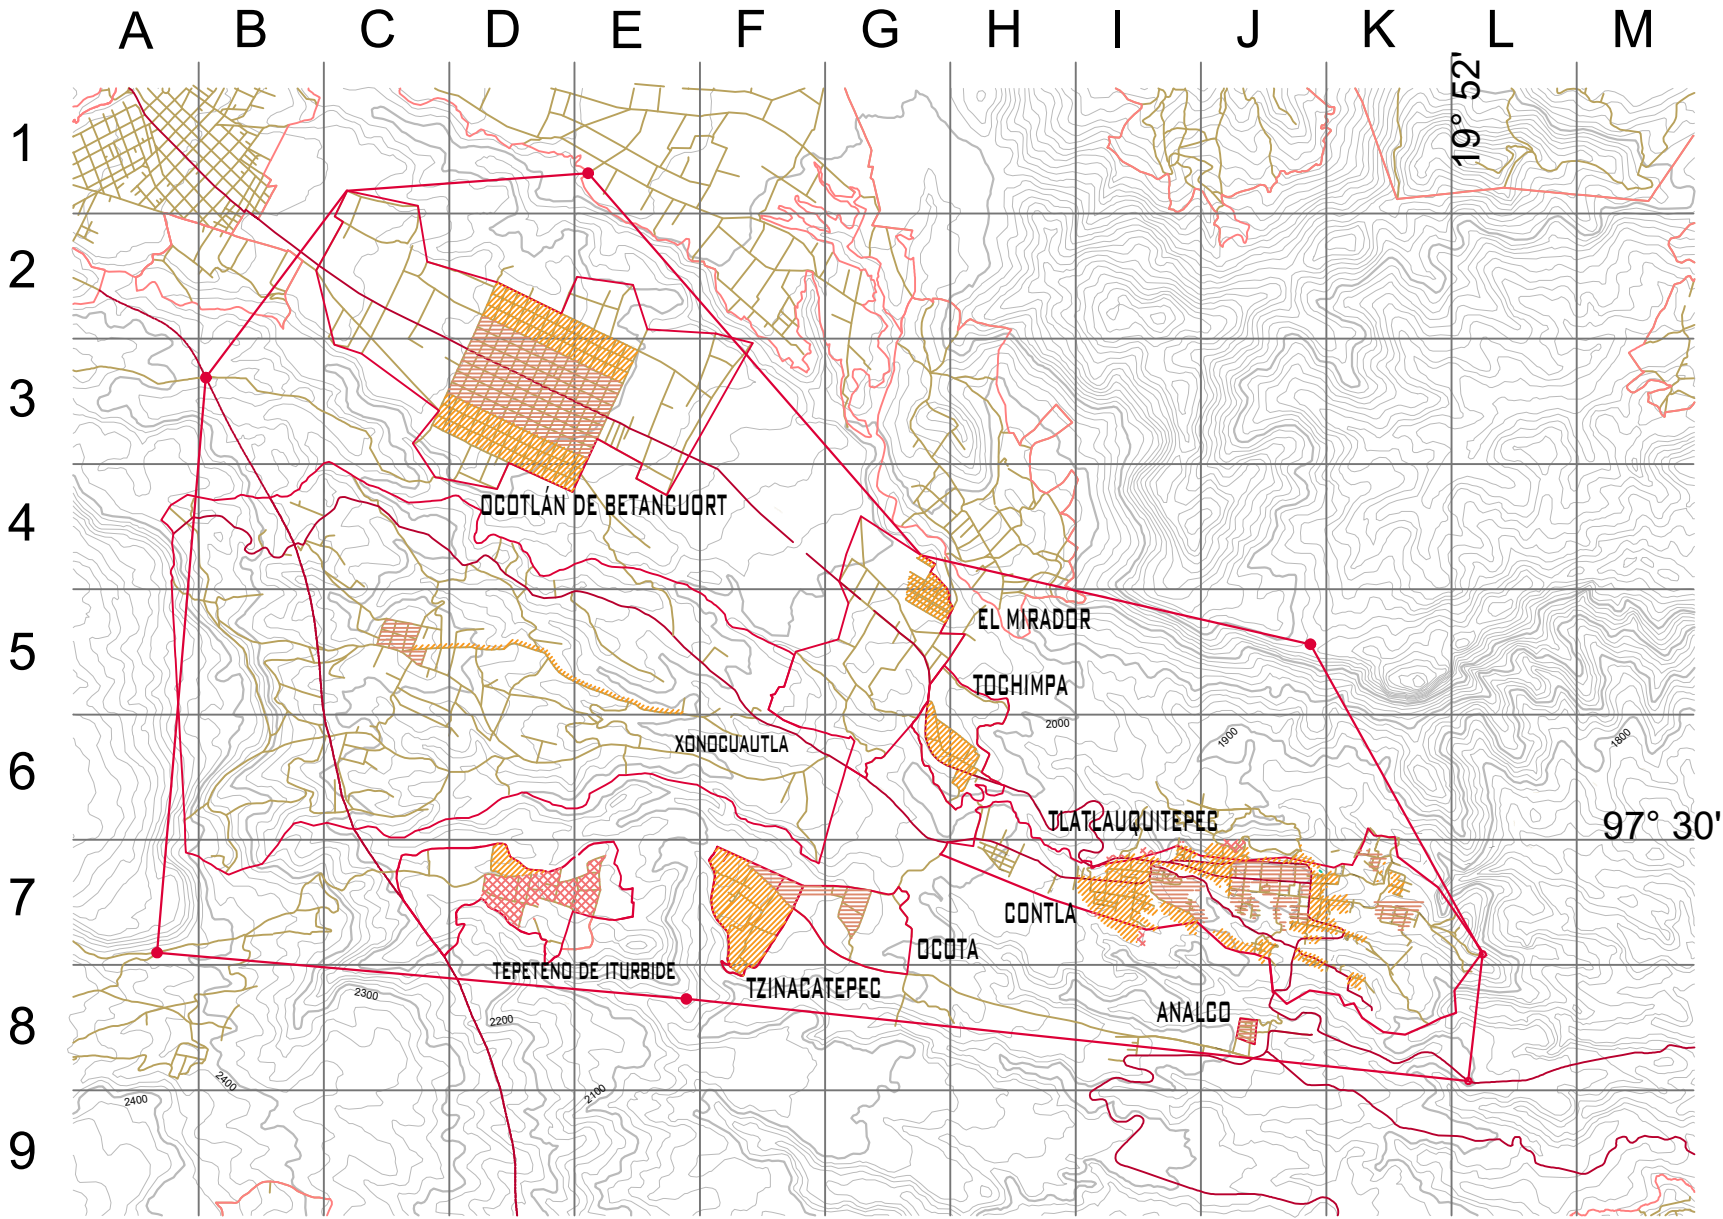 A B C D E F G H I J K L M
19° 52'
1
2
3
OCOTLÁN DE BETANCUORT
4
EL MIRADOR
5
TOCHIMPA
2000
XONOCUAUTLA
1900
1800
6
TLATLAUQUITEPEC
97° 30'
7
CONTLA
OCOTA
TEPETENO DE ITURBIDE
TZINACATEPEC
2300
ANALCO
2200
8
2400
2400
2100
9